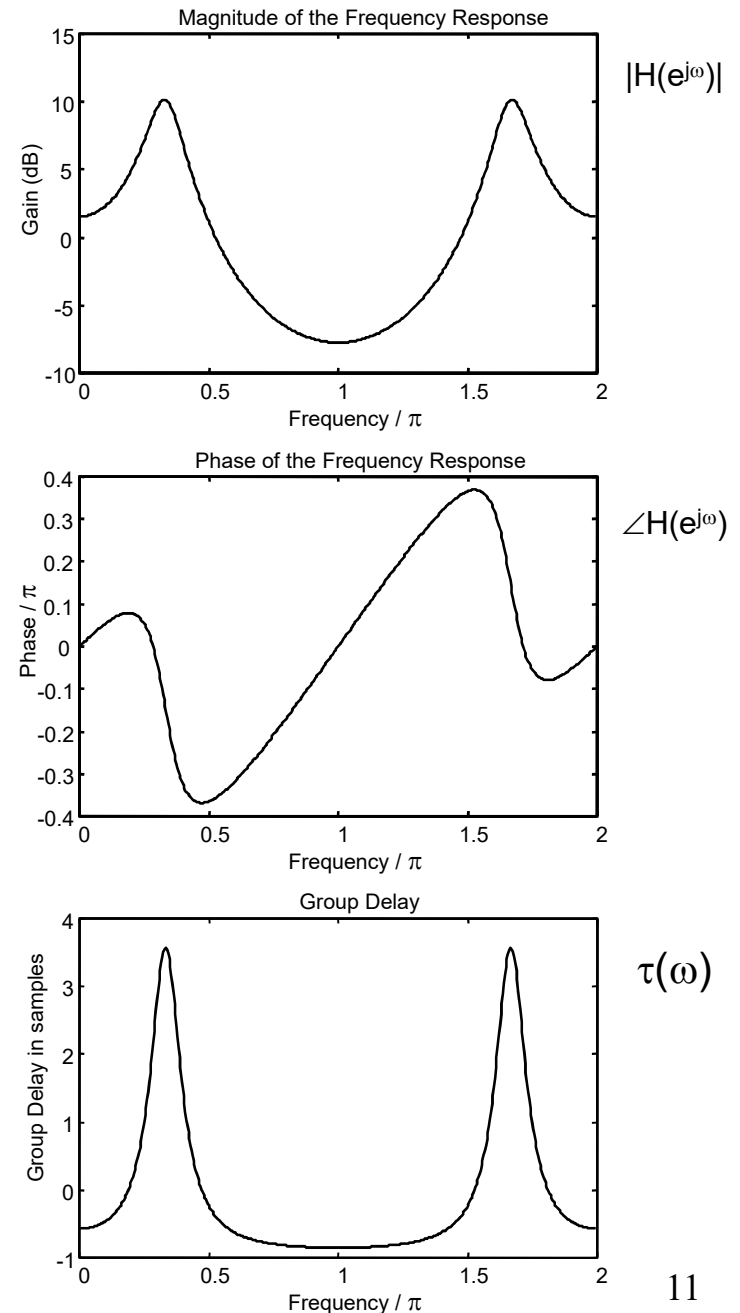 Magnitude of the Frequency Response
|H(e^jω)|
Gain (dB)
15
10
5
0
-5
-10
0 0.5 1 1.5 2
Frequency / π
Phase of the Frequency Response
∠H(e^jω)
Phase / π
0.4
0.3
0.2
0.1
0
-0.1
-0.2
-0.3
-0.4
0 0.5 1 1.5 2
Frequency / π
Group Delay
τ(ω)
Group Delay in samples
4
3
2
1
0
-1
0 0.5 1 1.5 2
Frequency / π
11